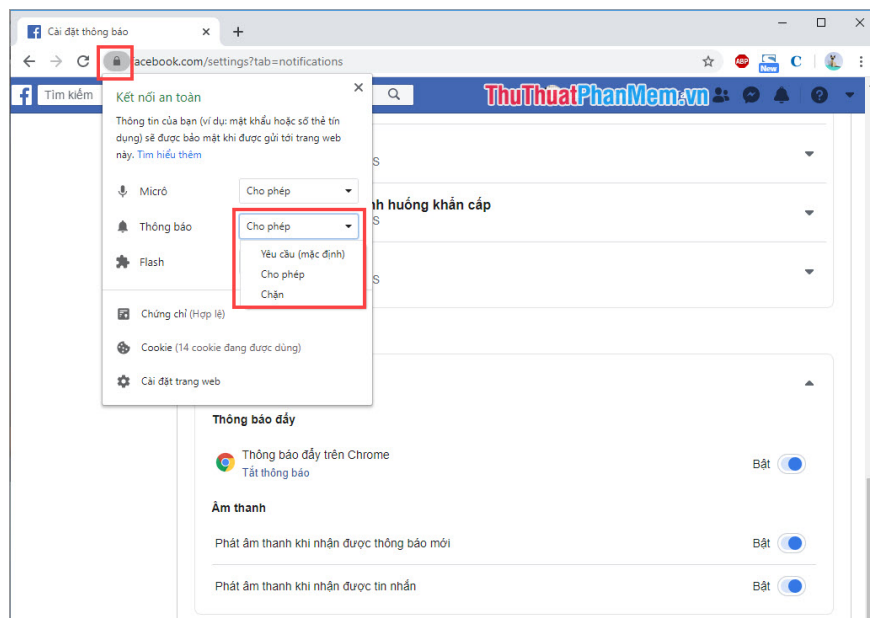 Cài đặt thông báo
acebook.com/settings?tab=notifications
ABP
New
C
f
Tìm kiếm
ThuThuatPhanMem.vn
Kết nối an toàn
Thông tin của bạn (ví dụ: mật khẩu hoặc số thẻ tín
dụng) sẽ được bảo mật khi được gửi tới trang web
này. Tìm hiểu thêm
S
Micrô
Cho phép
nh huống khẩn cấp
Thông báo
Cho phép
S
Yêu cầu (mặc định)
Flash
Cho phép
S
Chặn
Chứng chỉ (Hợp lệ)
Cookie (14 cookie đang được dùng)
Cài đặt trang web
Thông báo đẩy
Thông báo đẩy trên Chrome
Bật
Tắt thông báo
Âm thanh
Phát âm thanh khi nhận được thông báo mới
Bật
Phát âm thanh khi nhận được tin nhắn
Bật